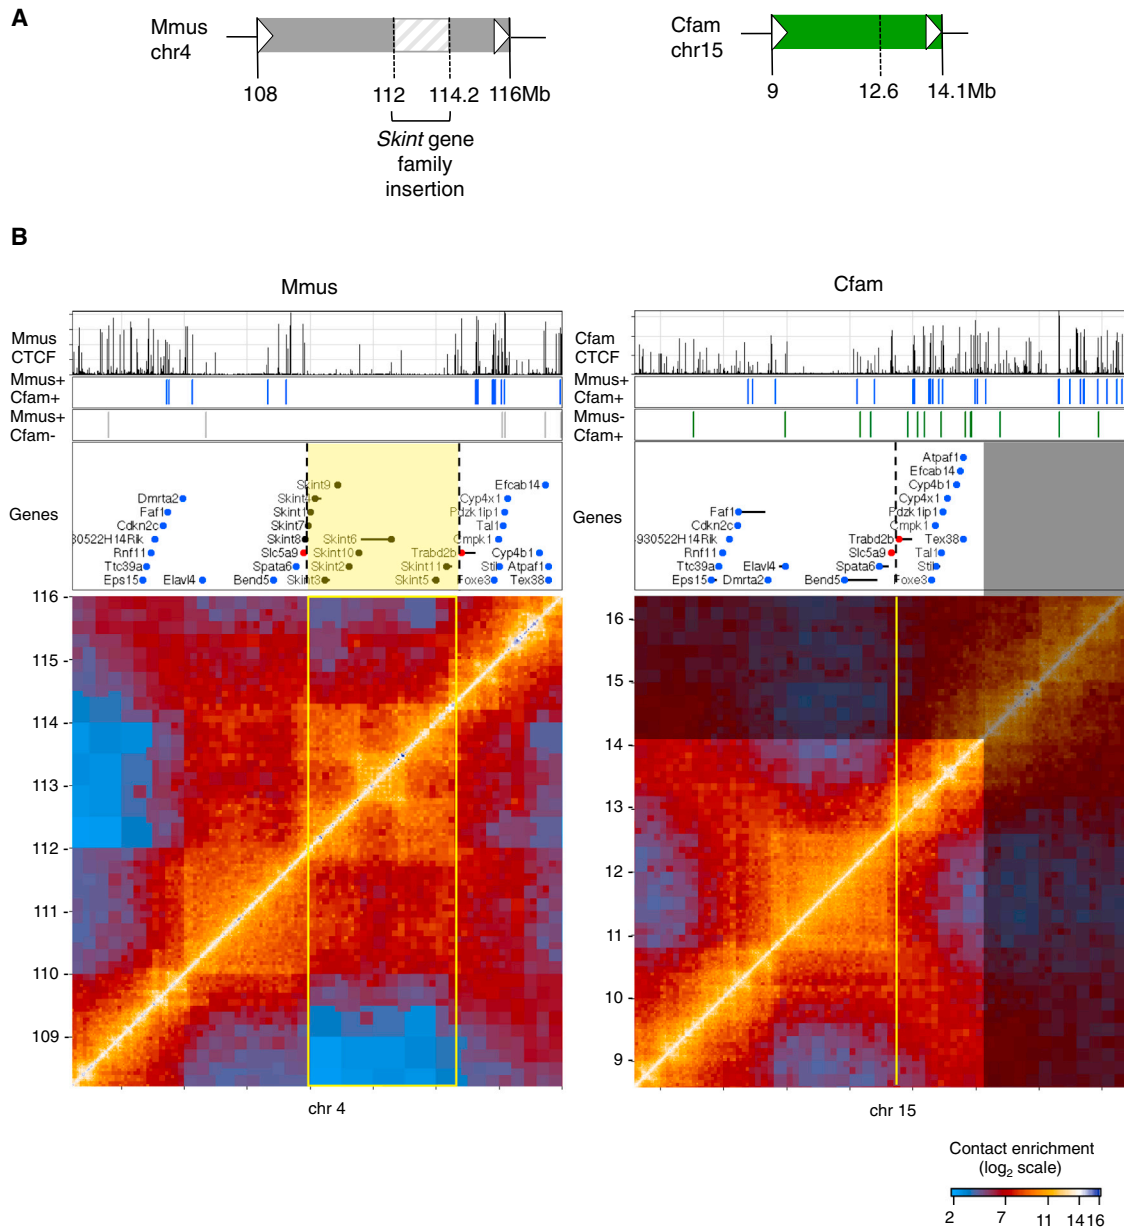 A
Mmus
chr4
108
112
114.2
116Mb
Skint gene
family
insertion
Cfam
chr15
9
12.6
14.1Mb
B
Mmus
Mmus
CTCF
Mmus+
Cfam+
Mmus+
Cfam-
Genes
Skint9
Efcab14
Dmrta2
Skint4
Cyp4x1
Faf1
Skint1
Pdzk1ip1
Cdkn2c
Skint7
Tal1
930522H14Rik
Skint8
Skint6
Cmpk1
Rnf11
Slc5a9
Skint10
Trabd2b
Cyp4b1
Ttc39a
Spata6
Skint2
Skint11
Stil
Atpaf1
Eps15
Elavl4
Bend5
Skint3
Skint5
Foxe3
Tex38
116
115
114
113
112
111
110
109
chr 4
Cfam
Cfam
CTCF
Mmus+
Cfam+
Mmus-
Cfam+
Genes
Atpaf1
Efcab14
Cyp4b1
Cyp4x1
Faf1
Pdzk1ip1
Cdkn2c
Cmpk1
930522H14Rik
Trabd2b
Tex38
Rnf11
Slc5a9
Tal1
Ttc39a
Elavl4
Spata6
Stil
Eps15
Dmrta2
Bend5
Foxe3
16
15
14
13
12
11
10
9
chr 15
Contact enrichment
(log2 scale)
2 7 11 14 16